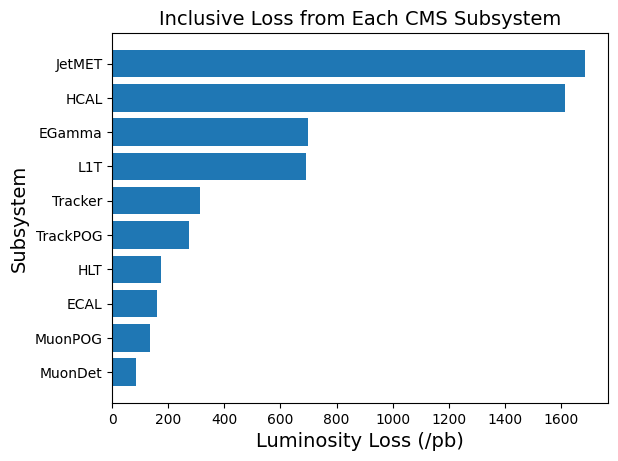 Inclusive Loss from Each CMS Subsystem
JetMET
HCAL
EGamma
L1T
Tracker
TrackPOG
HLT
ECAL
MuonPOG
MuonDet
Subsystem
0 200 400 600 800 1000 1200 1400 1600
Luminosity Loss (/pb)